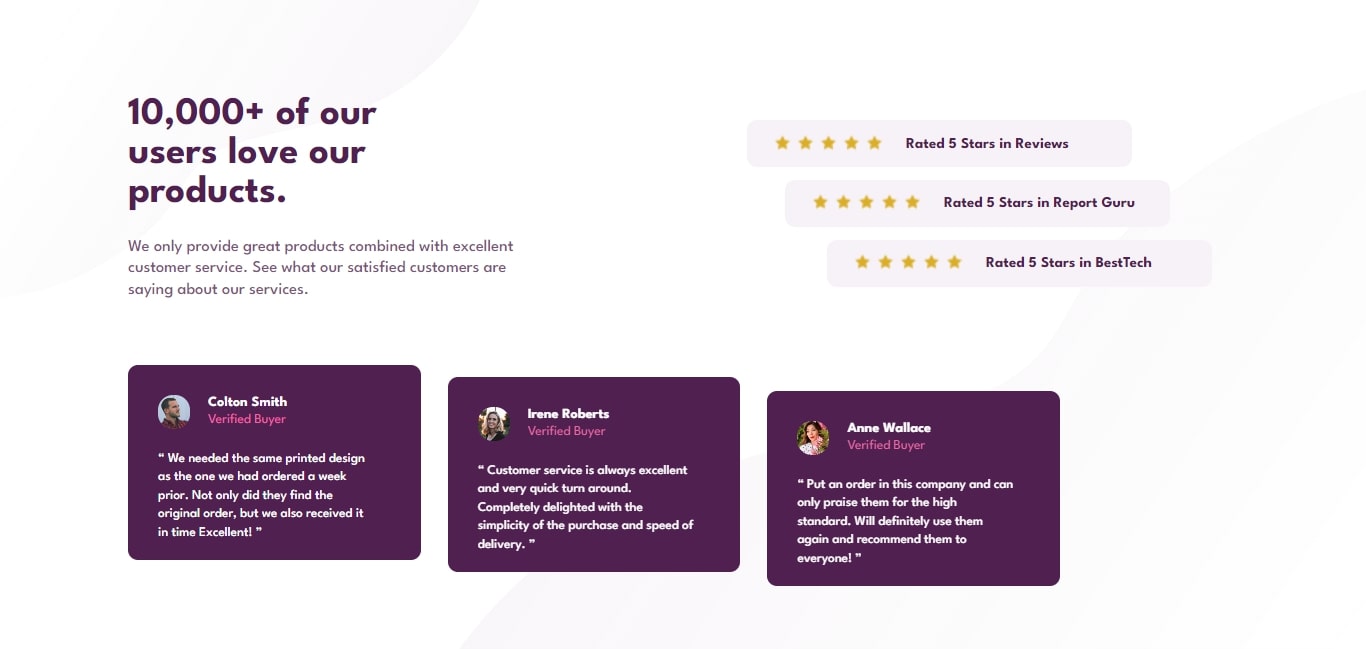 10,000+ of our
users love our
products.
We only provide great products combined with excellent
customer service. See what our satisfied customers are
saying about our services.
Rated 5 Stars in Reviews
Rated 5 Stars in Report Guru
Rated 5 Stars in BestTech
Colton Smith
Verified Buyer
“ We needed the same printed design
as the one we had ordered a week
prior. Not only did they find the
original order, but we also received it
in time Excellent! ”
Irene Roberts
Verified Buyer
“ Customer service is always excellent
and very quick turn around.
Completely delighted with the
simplicity of the purchase and speed of
delivery. ”
Anne Wallace
Verified Buyer
“ Put an order in this company and can
only praise them for the high
standard. Will definitely use them
again and recommend them to
everyone! ”